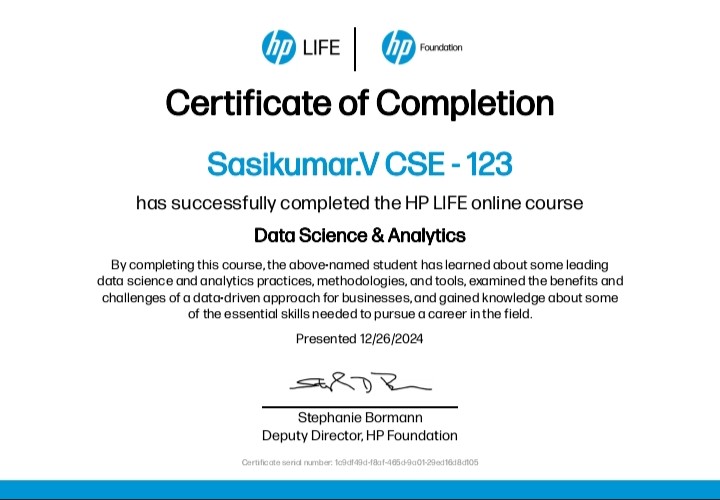 hp LIFE | hp Foundation
Certificate of Completion
Sasikumar.V CSE - 123
has successfully completed the HP LIFE online course
Data Science & Analytics
By completing this course, the above-named student has learned about some leading
data science and analytics practices, methodologies, and tools, examined the benefits and
challenges of a data-driven approach for businesses, and gained knowledge about some
of the essential skills needed to pursue a career in the field.
Presented 12/26/2024
Stephanie Bormann
Deputy Director, HP Foundation
Certificate serial number: 1c9df49d-f8af-465d-9a01-29ed16d8d105